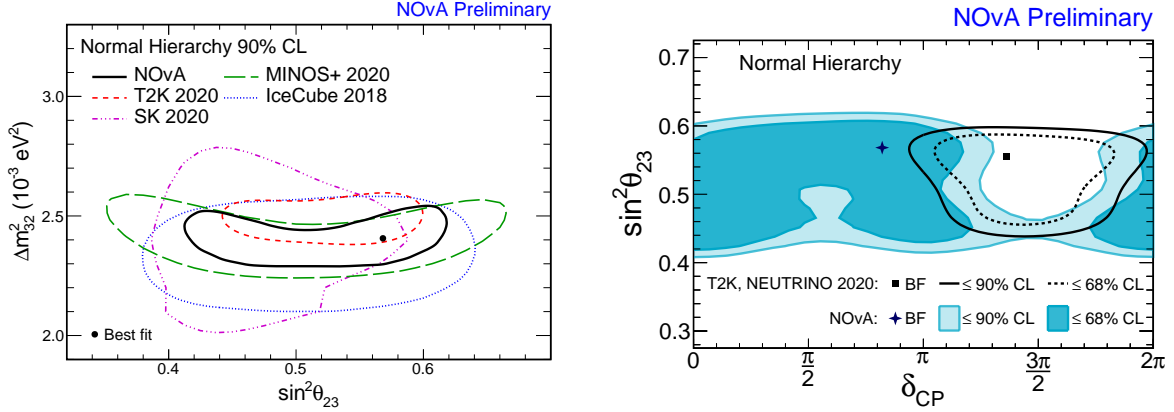 NOvA Preliminary
Normal Hierarchy 90% CL
NOvA
MINOS+ 2020
T2K 2020
IceCube 2018
SK 2020
Best fit
3.0
2.5
2.0
0.4
0.5
0.6
Δm²₃₂ (10⁻³ eV²)
sin²θ₂₃
NOvA Preliminary
Normal Hierarchy
T2K, NEUTRINO 2020:
BF
≤ 90% CL
≤ 68% CL
NOvA:
BF
≤ 90% CL
≤ 68% CL
0.7
0.6
0.5
0.4
0.3
0
π/2
π
3π/2
2π
sin²θ₂₃
δCP